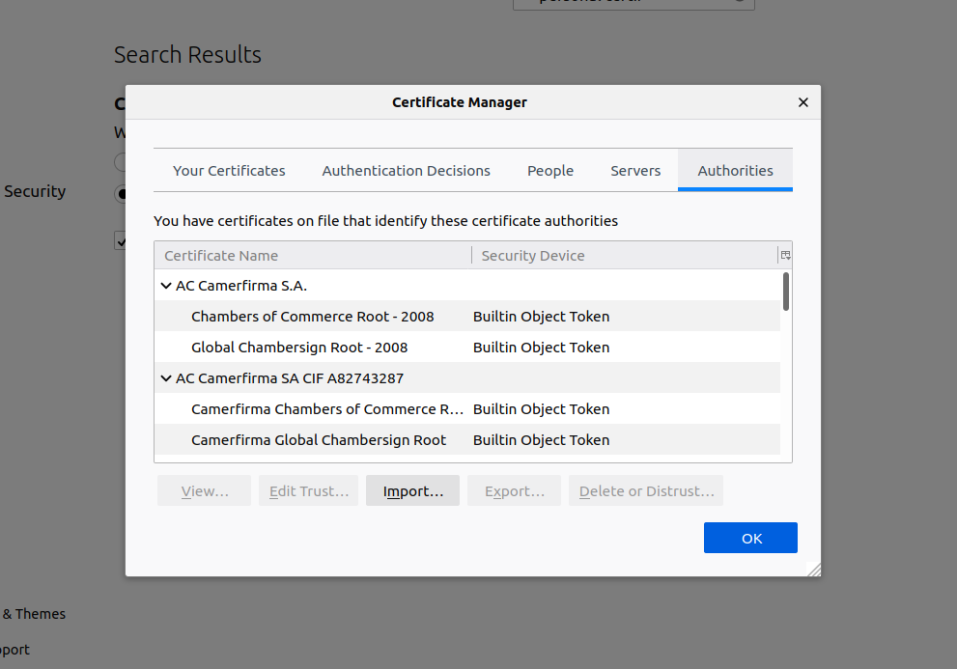 Search Results
Certificate Manager
Security
Your Certificates Authentication Decisions People Servers Authorities
You have certificates on file that identify these certificate authorities
Certificate Name Security Device
AC Camerfirma S.A.
Chambers of Commerce Root - 2008 Builtin Object Token
Global Chambersign Root - 2008 Builtin Object Token
AC Camerfirma SA CIF A82743287
Camerfirma Chambers of Commerce R... Builtin Object Token
Camerfirma Global Chambersign Root Builtin Object Token
View... Edit Trust... Import... Export... Delete or Distrust...
OK
& Themes